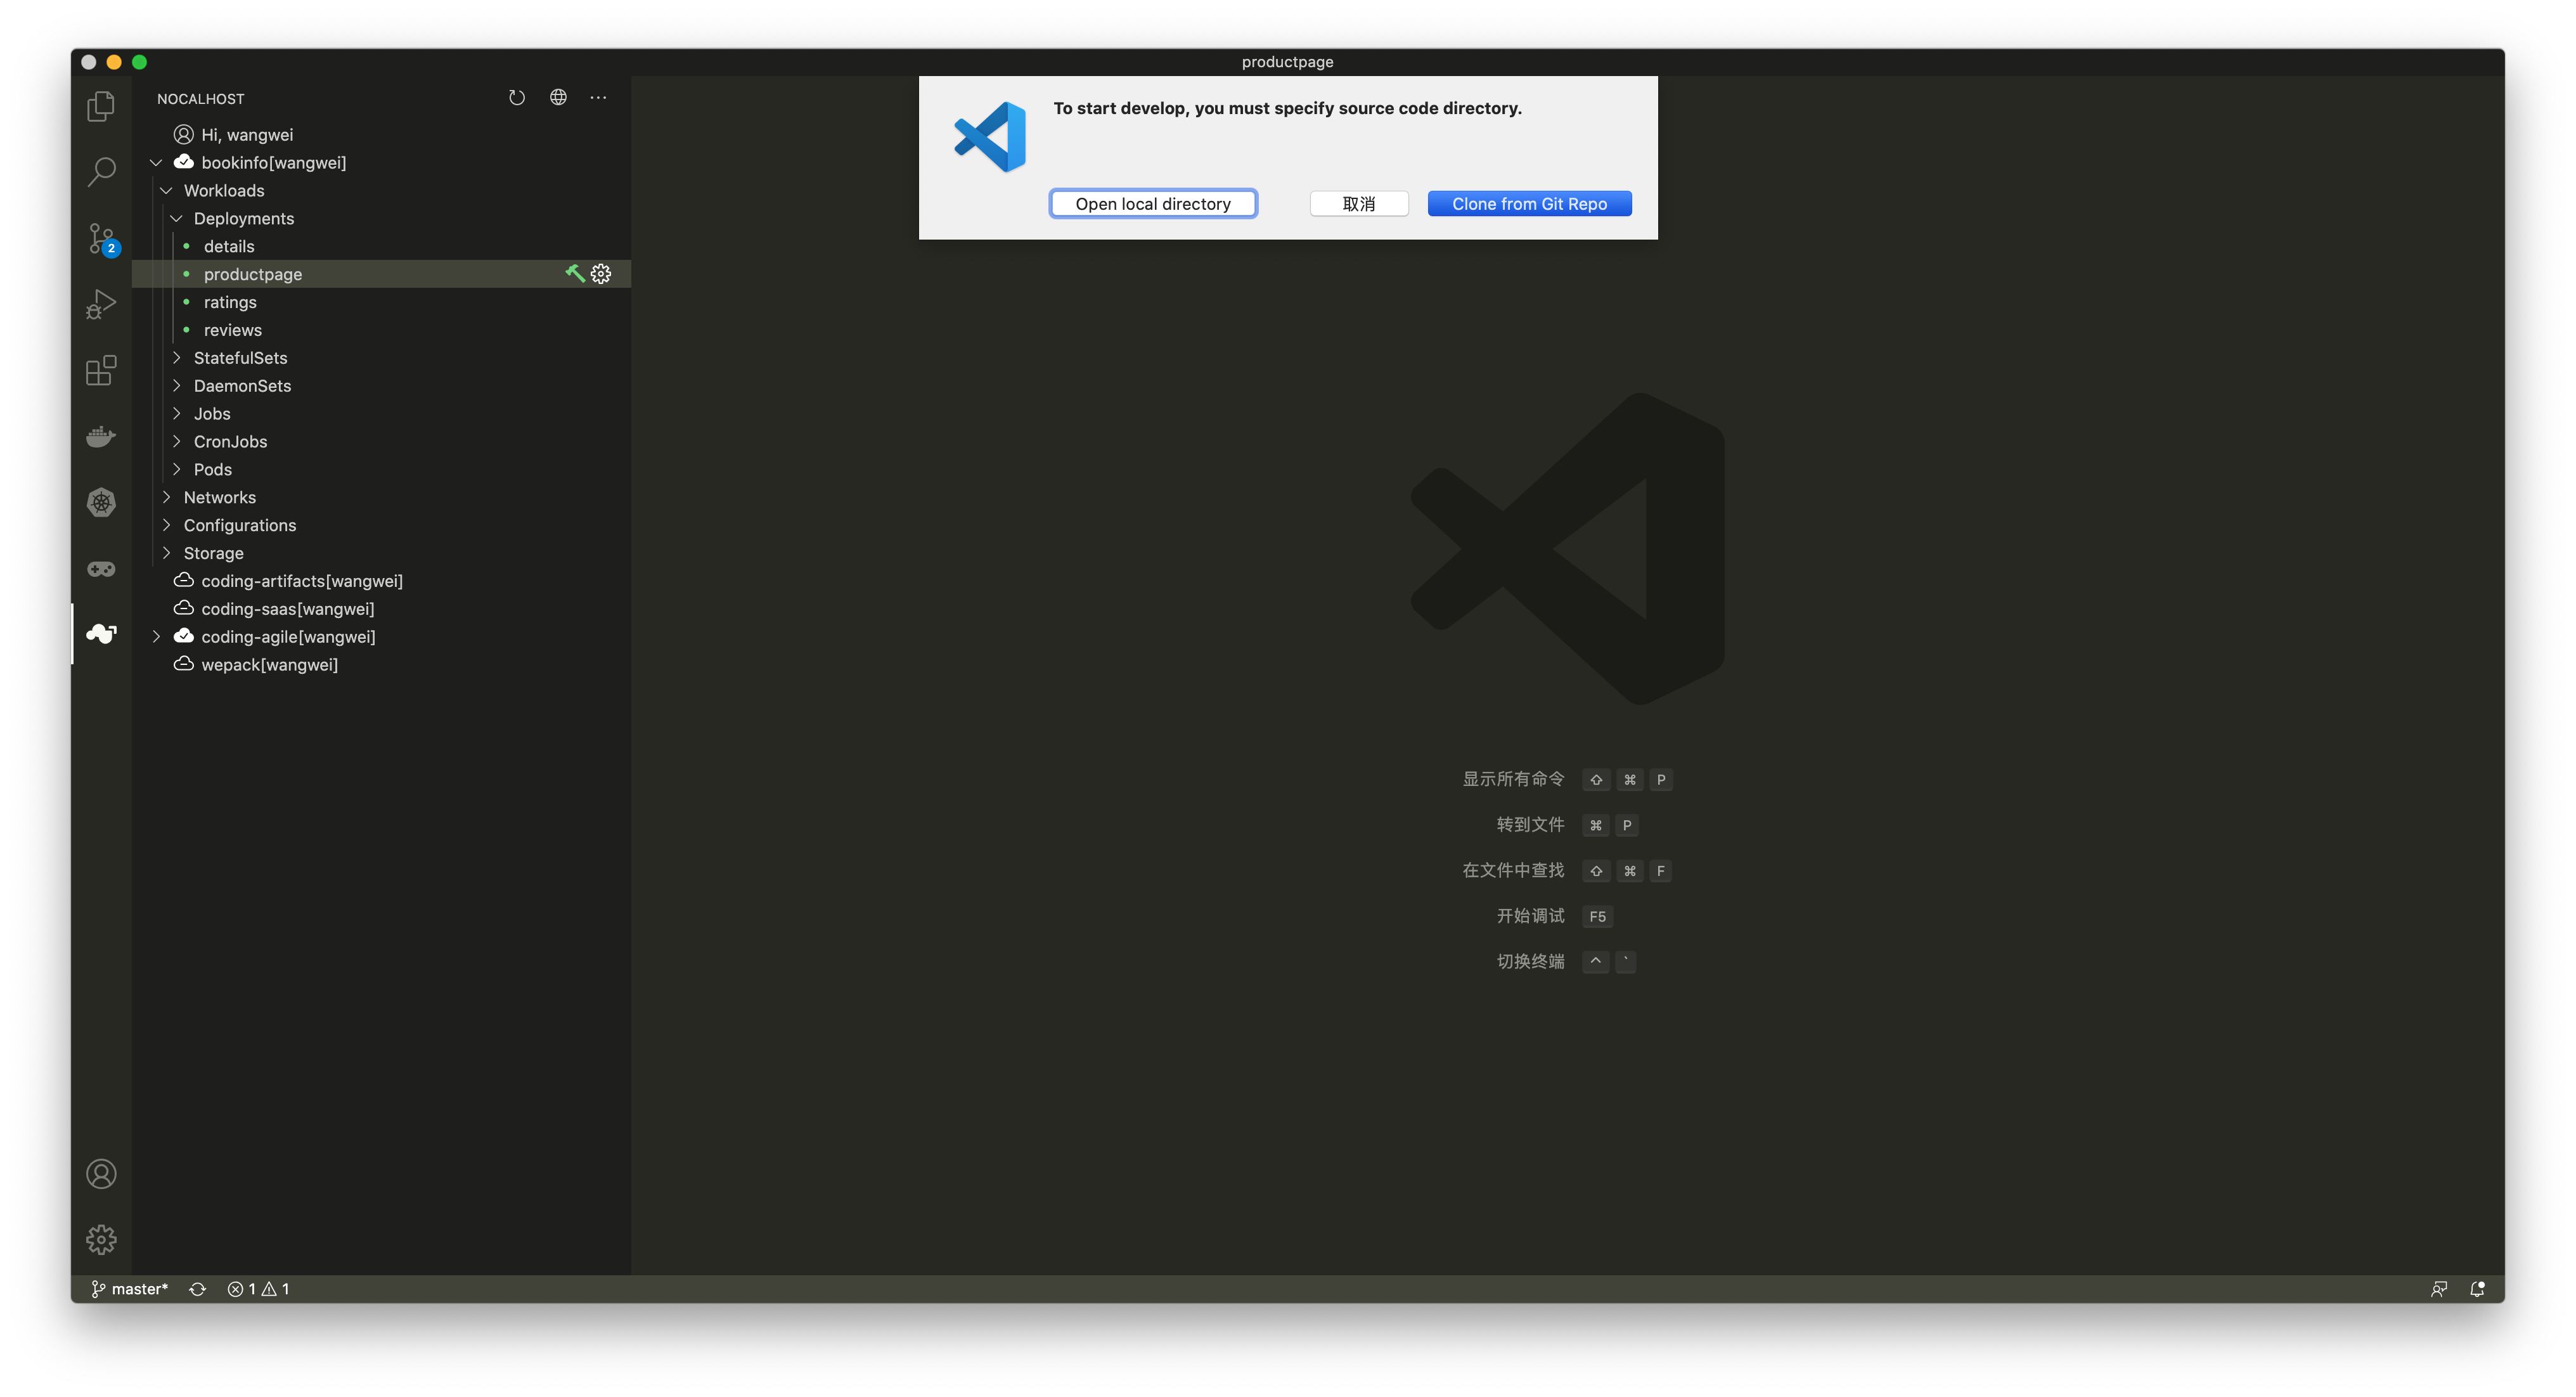 productpage
NOCALHOST
Hi, wangwei
bookinfo[wangwei]
Workloads
Deployments
details
productpage
ratings
reviews
StatefulSets
DaemonSets
Jobs
CronJobs
Pods
Networks
Configurations
Storage
coding-artifacts[wangwei]
coding-saas[wangwei]
coding-agile[wangwei]
wepack[wangwei]
2
To start develop, you must specify source code directory.
Open local directory
取消
Clone from Git Repo
显示所有命令 ⇧ ⌘ P
转到文件 ⌘ P
在文件中查找 ⇧ ⌘ F
开始调试 F5
切换终端 ^ `
master* 1 1